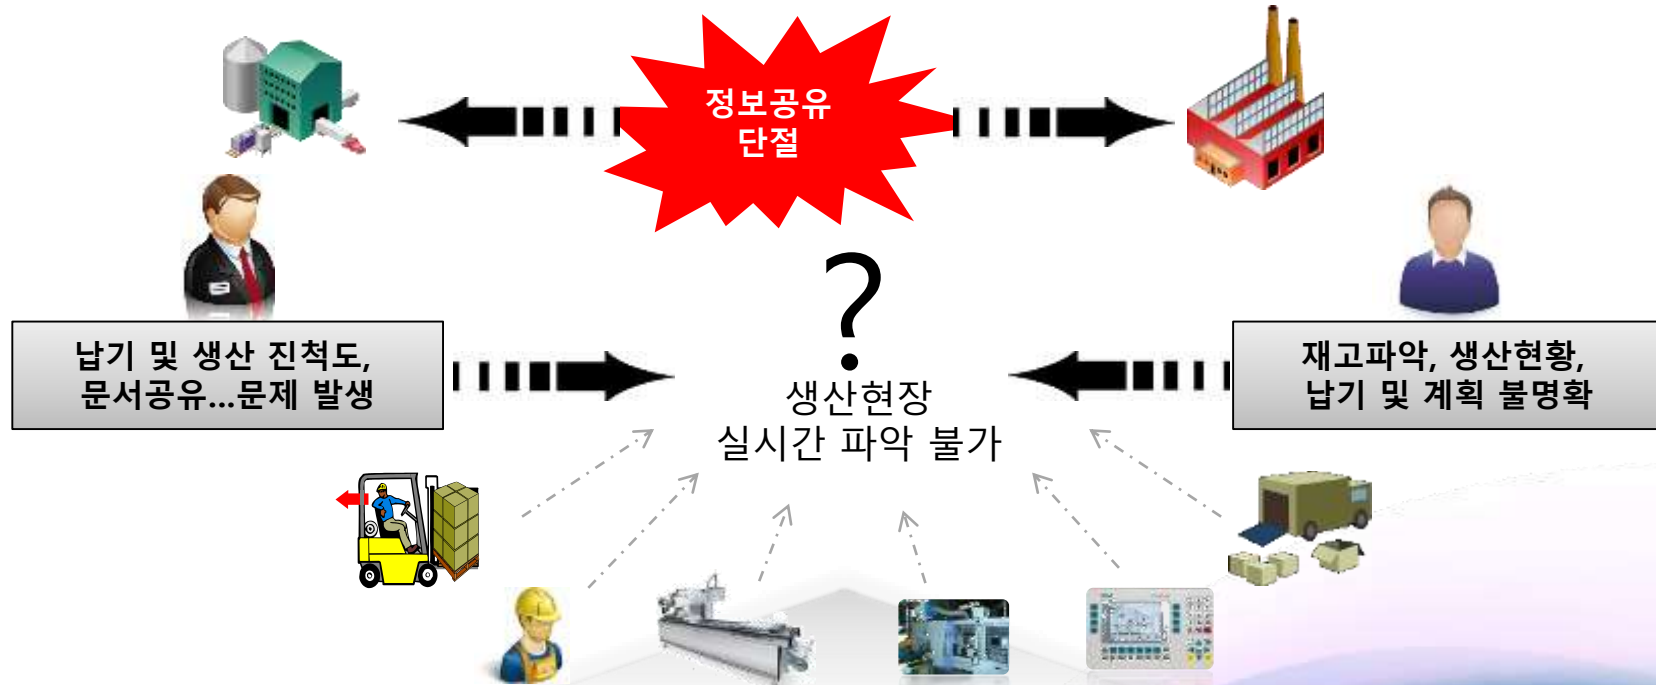 정보공유
단절
?
납기 및 생산 진척도,
문서공유...문제 발생
생산현장
실시간 파악 불가
재고파악, 생산현황,
납기 및 계획 불명확